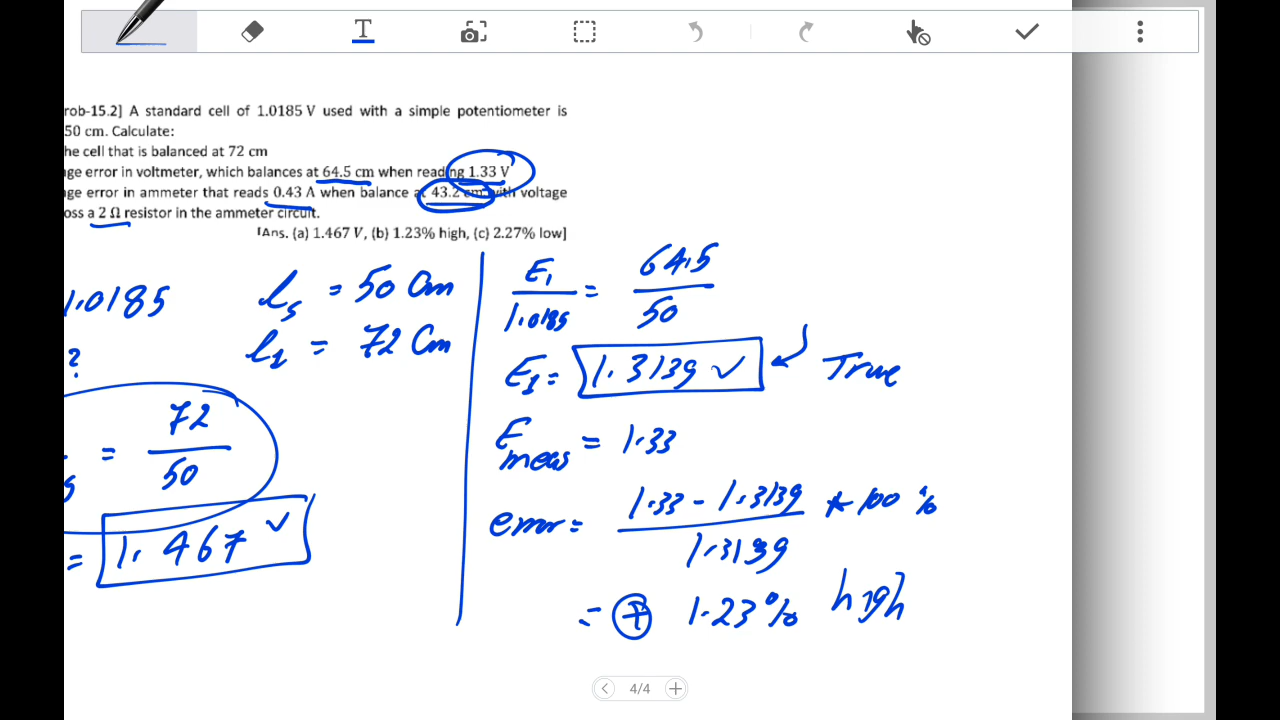 T
rob-15.2] A standard cell of 1.0185 V used with a simple potentiometer is
50 cm. Calculate:
he cell that is balanced at 72 cm
age error in voltmeter, which balances at 64.5 cm when reading 1.33 V
age error in ammeter that reads 0.43 A when balance at 43.2 cm with voltage
oss a 2 Ω resistor in the ammeter circuit.
[Ans. (a) 1.467 V, (b) 1.23% high, (c) 2.27% low]
1.0185
ls = 50 Cm
?
l1 = 72 Cm
= 72/50
= 1.467 ✓
E1/1.0185 = 64.5/50
E1 = 1.3139 ✓ True
Emeas = 1.33
error = (1.33 - 1.3139)/1.3139 * 100 %
= + 1.23% high
4/4